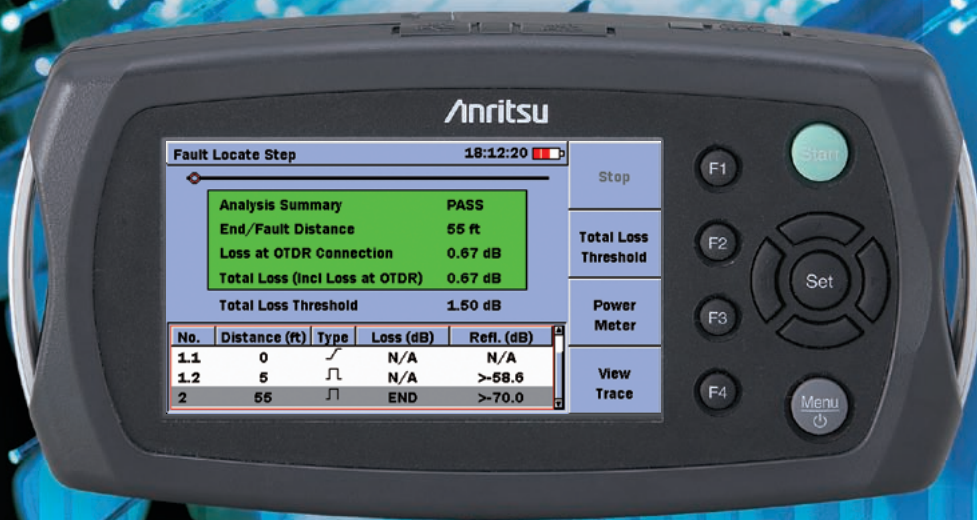 Anritsu
Fault Locate Step 18:12:20
Analysis Summary PASS
End/Fault Distance 55 ft
Loss at OTDR Connection 0.67 dB
Total Loss (Incl Loss at OTDR) 0.67 dB
Total Loss Threshold 1.50 dB
No. Distance (ft) Type Loss (dB) Refl. (dB)
1.1 0 N/A N/A
1.2 5 N/A >-58.6
2 55 END >-70.0
Stop
Total Loss
Threshold
Power
Meter
View
Trace
F1
F2
F3
F4
Start
Set
Menu